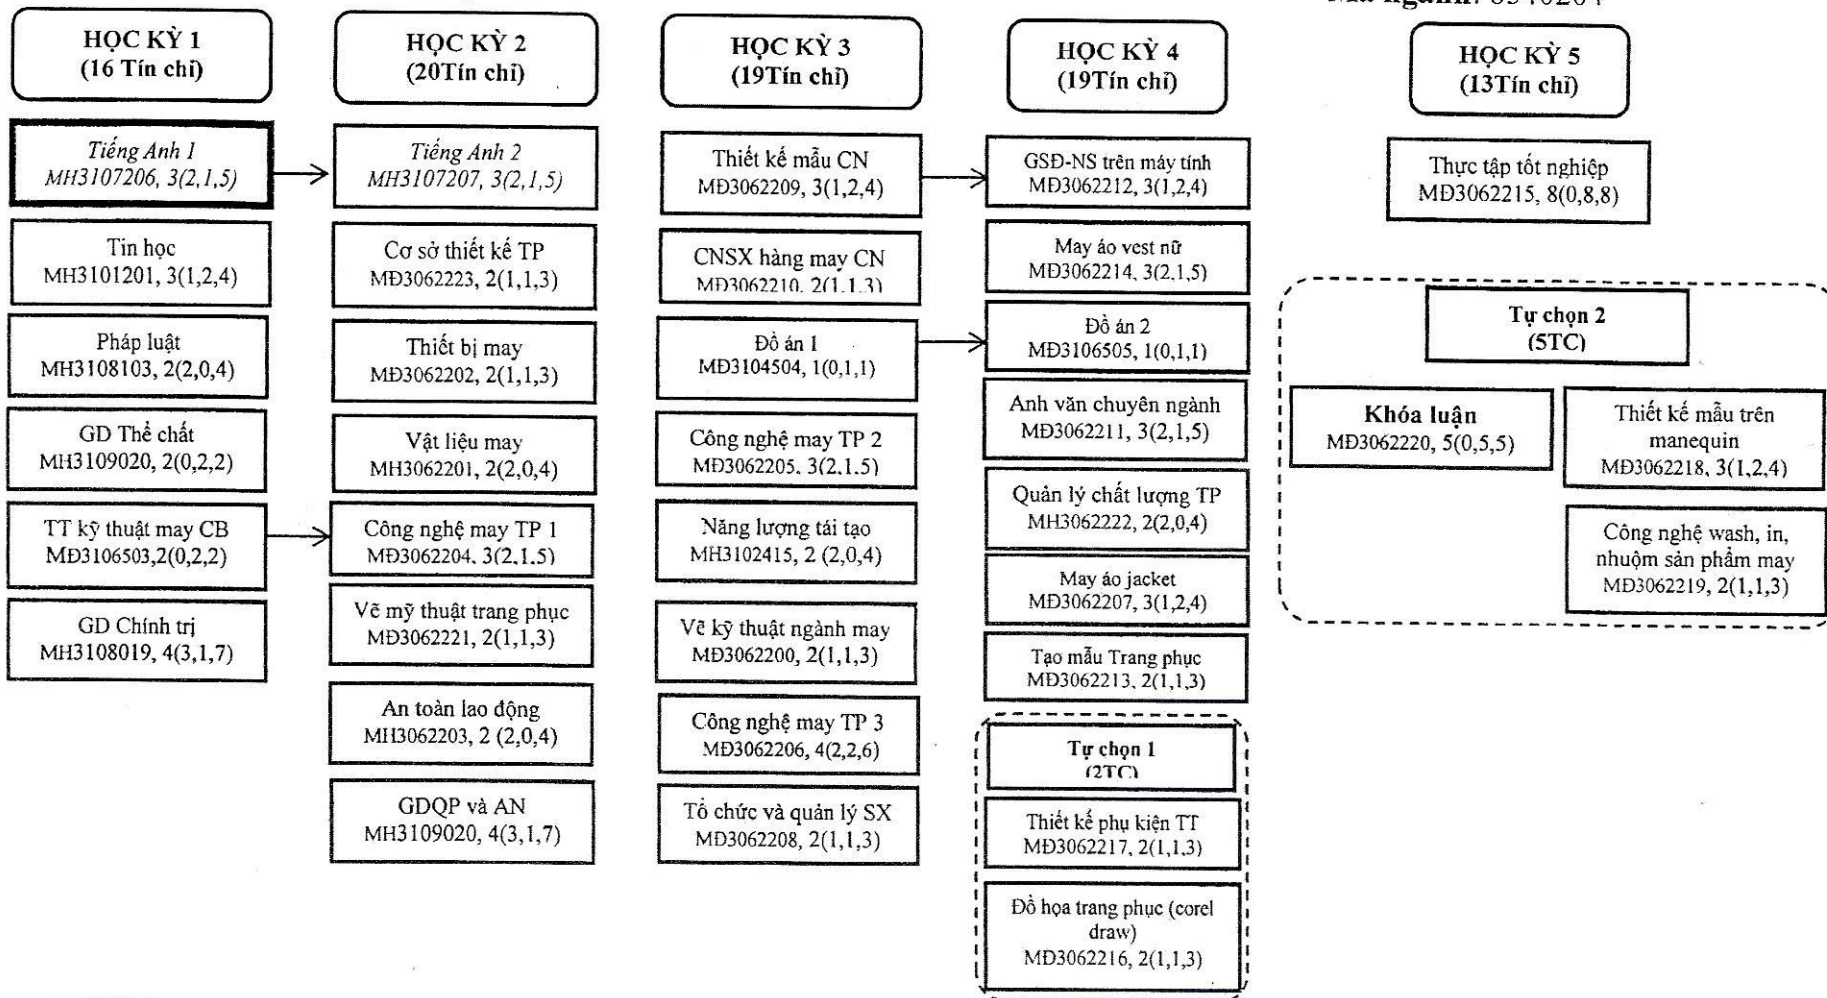 HỌC KỲ 1
(16 Tín chỉ)
Tiếng Anh 1
MH3107206, 3(2,1,5)
Tin học
MH3101201, 3(1,2,4)
Pháp luật
MH3108103, 2(2,0,4)
GD Thể chất
MH3109020, 2(0,2,2)
TT kỹ thuật may CB
MĐ3106503,2(0,2,2)
GD Chính trị
MH3108019, 4(3,1,7)
HỌC KỲ 2
(20Tín chỉ)
Tiếng Anh 2
MH3107207, 3(2,1,5)
Cơ sở thiết kế TP
MĐ3062223, 2(1,1,3)
Thiết bị may
MĐ3062202, 2(1,1,3)
Vật liệu may
MH3062201, 2(2,0,4)
Công nghệ may TP 1
MĐ3062204, 3(2,1,5)
Vẽ mỹ thuật trang phục
MĐ3062221, 2(1,1,3)
An toàn lao động
MH3062203, 2 (2,0,4)
GDQP và AN
MH3109020, 4(3,1,7)
HỌC KỲ 3
(19Tín chỉ)
Thiết kế mẫu CN
MĐ3062209, 3(1,2,4)
CNSX hàng may CN
MĐ3062210, 2(1,1,3)
Đồ án 1
MĐ3104504, 1(0,1,1)
Công nghệ may TP 2
MĐ3062205, 3(2,1,5)
Năng lượng tái tạo
MH3102415, 2 (2,0,4)
Vẽ kỹ thuật ngành may
MĐ3062200, 2(1,1,3)
Công nghệ may TP 3
MĐ3062206, 4(2,2,6)
Tổ chức và quản lý SX
MĐ3062208, 2(1,1,3)
HỌC KỲ 4
(19Tín chỉ)
GSĐ-NS trên máy tính
MĐ3062212, 3(1,2,4)
May áo vest nữ
MĐ3062214, 3(2,1,5)
Đồ án 2
MĐ3106505, 1(0,1,1)
Anh văn chuyên ngành
MĐ3062211, 3(2,1,5)
Quản lý chất lượng TP
MH3062222, 2(2,0,4)
May áo jacket
MĐ3062207, 3(1,2,4)
Tạo mẫu Trang phục
MĐ3062213, 2(1,1,3)
Tự chọn 1
(2TC)
Thiết kế phụ kiện TT
MĐ3062217, 2(1,1,3)
Đồ họa trang phục (corel
draw)
MĐ3062216, 2(1,1,3)
HỌC KỲ 5
(13Tín chỉ)
Thực tập tốt nghiệp
MĐ3062215, 8(0,8,8)
Tự chọn 2
(5TC)
Khóa luận
MĐ3062220, 5(0,5,5)
Thiết kế mẫu trên
manequin
MĐ3062218, 3(1,2,4)
Công nghệ wash, in,
nhuộm sản phẩm may
MĐ3062219, 2(1,1,3)